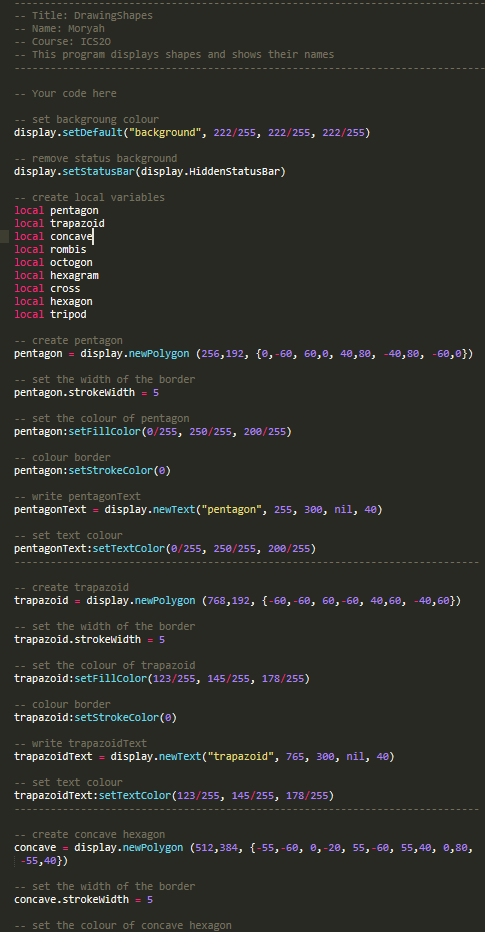 --------------------------------------------------------------------------
-- Title: DrawingShapes
-- Name: Moryah
-- Course: ICS2O
-- This program displays shapes and shows their names
--------------------------------------------------------------------------
-- Your code here
-- set backgroung colour
display.setDefault("background", 222/255, 222/255, 222/255)
-- remove status background
display.setStatusBar(display.HiddenStatusBar)
-- create local variables
local pentagon
local trapazoid
local concave
local rombis
local octogon
local hexagram
local cross
local hexagon
local tripod
-- create pentagon
pentagon = display.newPolygon (256,192, {0,-60, 60,0, 40,80, -40,80, -60,0})
-- set the width of the border
pentagon.strokeWidth = 5
-- set the colour of pentagon
pentagon:setFillColor(0/255, 250/255, 200/255)
-- colour border
pentagon:setStrokeColor(0)
-- write pentagonText
pentagonText = display.newText("pentagon", 255, 300, nil, 40)
-- set text colour
pentagonText:setTextColor(0/255, 250/255, 200/255)
--------------------------------------------------------------------------
-- create trapazoid
trapazoid = display.newPolygon (768,192, {-60,-60, 60,-60, 40,60, -40,60})
-- set the width of the border
trapazoid.strokeWidth = 5
-- set the colour of trapazoid
trapazoid:setFillColor(123/255, 145/255, 178/255)
-- colour border
trapazoid:setStrokeColor(0)
-- write trapazoidText
trapazoidText = display.newText("trapazoid", 765, 300, nil, 40)
-- set text colour
trapazoidText:setTextColor(123/255, 145/255, 178/255)
--------------------------------------------------------------------------
-- create concave hexagon
concave = display.newPolygon (512,384, {-55,-60, 0,-20, 55,-60, 55,40, 0,80,
-55,40})
-- set the width of the border
concave.strokeWidth = 5
-- set the colour of concave hexagon